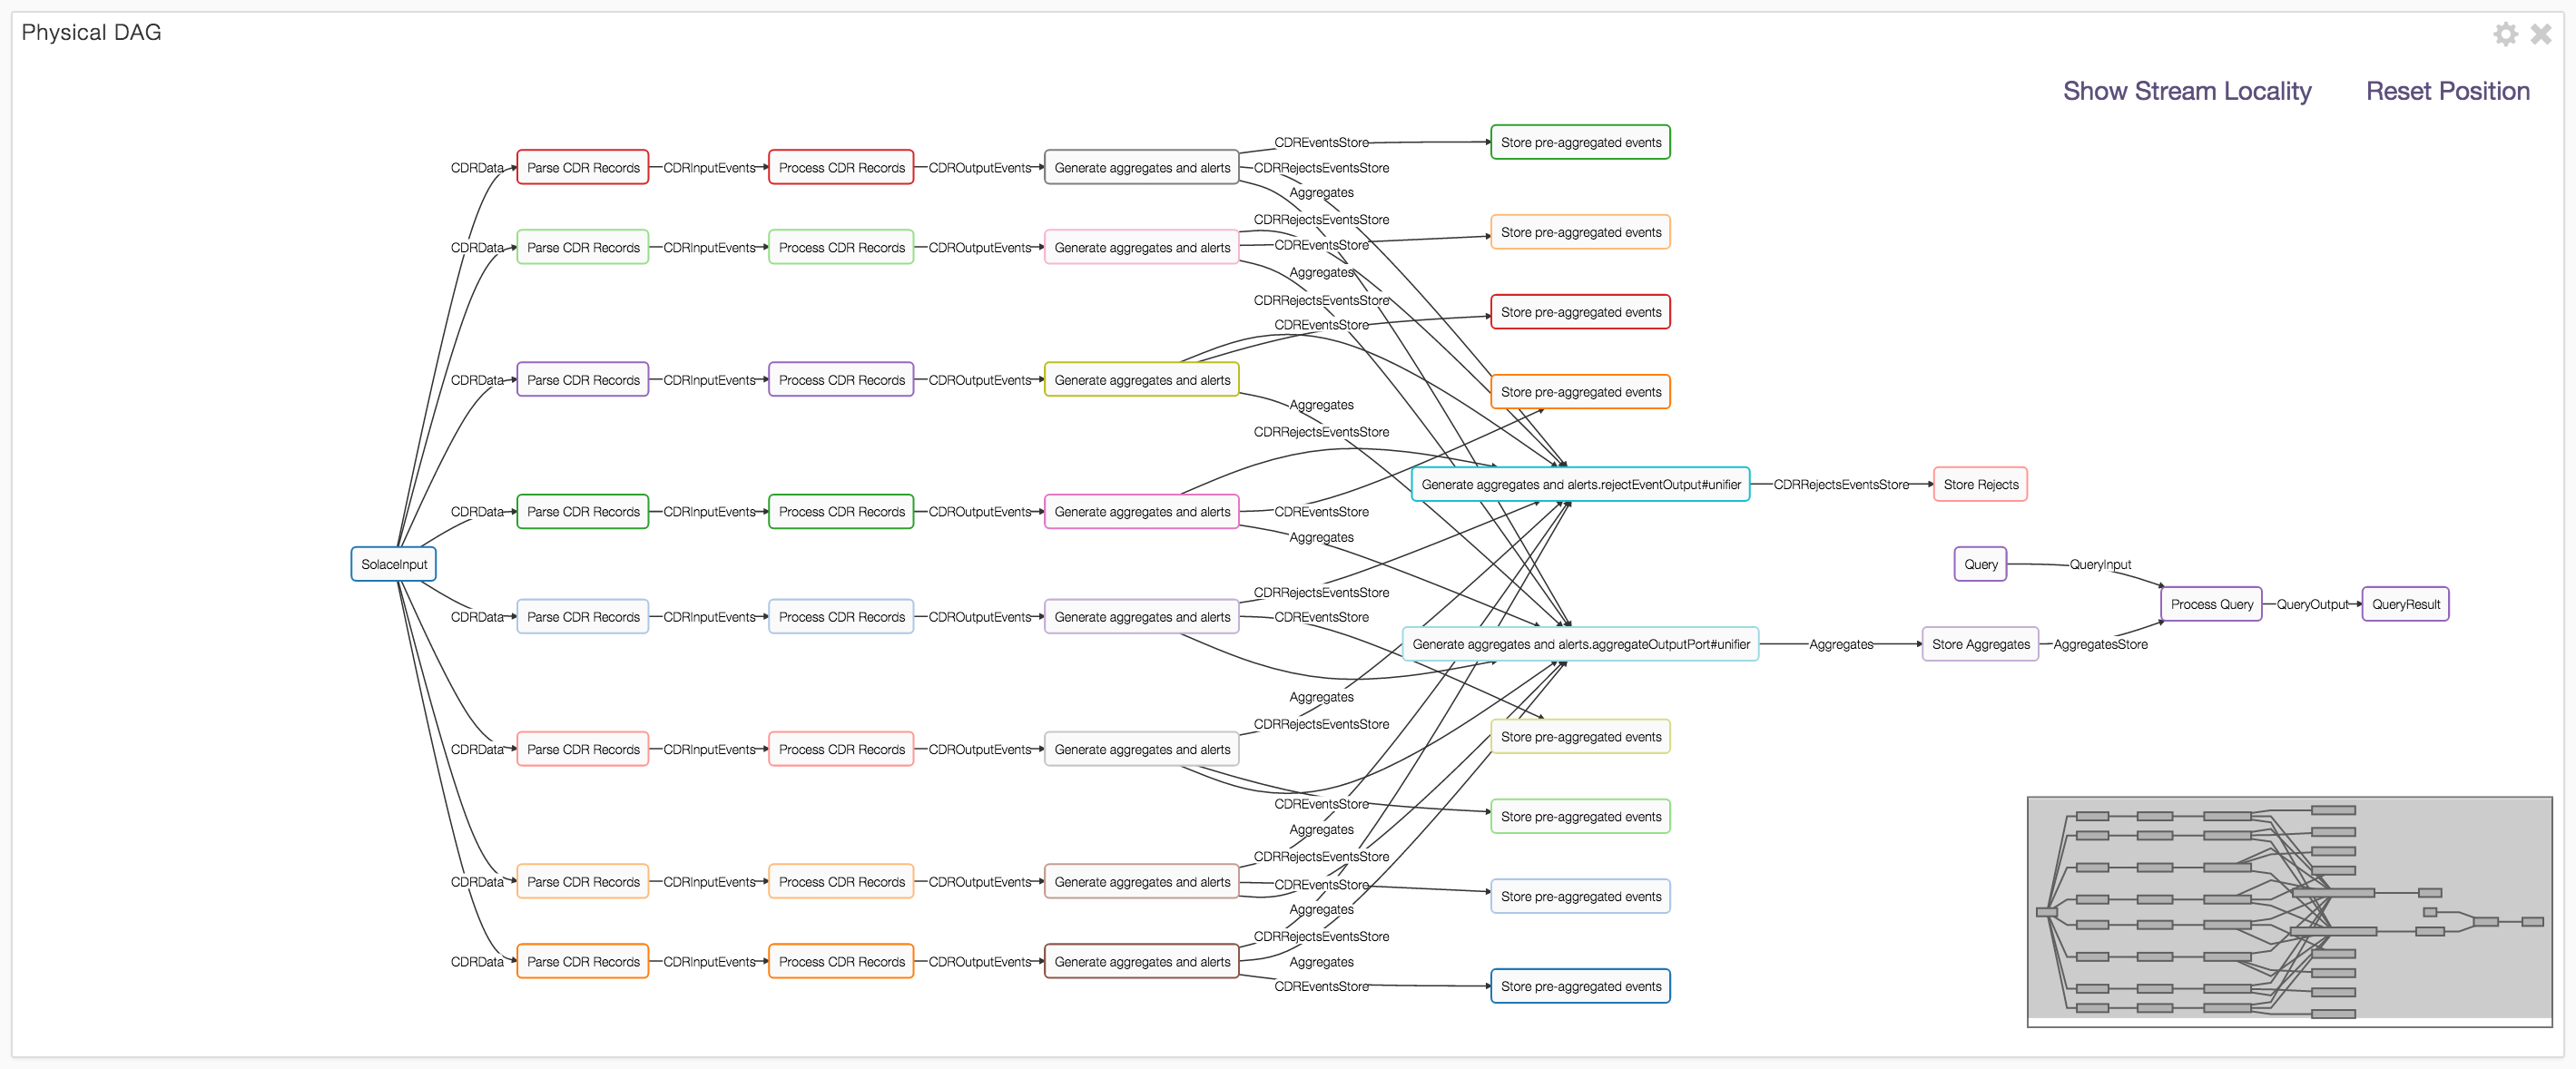 Physical DAG
Show Stream Locality Reset Position
CDREventsStore Store pre-aggregated events
CDRData Parse CDR Records CDRInputEvents Process CDR Records CDROutputEvents Generate aggregates and alerts CDRRejectsEventsStore
Aggregates
CDRRejectsEventsStore
Store pre-aggregated events
CDRData Parse CDR Records CDRInputEvents Process CDR Records CDROutputEvents Generate aggregates and alerts CDREventsStore
Aggregates
CDRRejectsEventsStore
Store pre-aggregated events
CDREventsStore
CDRData Parse CDR Records CDRInputEvents Process CDR Records CDROutputEvents Generate aggregates and alerts
Store pre-aggregated events
Aggregates
CDRRejectsEventsStore
Generate aggregates and alerts.rejectEventOutput#unifier CDRRejectsEventsStore Store Rejects
CDRData Parse CDR Records CDRInputEvents Process CDR Records CDROutputEvents Generate aggregates and alerts CDREventsStore
Aggregates
SolaceInput
Query QueryInput
CDRRejectsEventsStore
Process Query QueryOutput QueryResult
CDRData Parse CDR Records CDRInputEvents Process CDR Records CDROutputEvents Generate aggregates and alerts CDREventsStore
Generate aggregates and alerts.aggregateOutputPort#unifier Aggregates Store Aggregates AggregatesStore
Aggregates
CDRRejectsEventsStore
Store pre-aggregated events
CDRData Parse CDR Records CDRInputEvents Process CDR Records CDROutputEvents Generate aggregates and alerts
CDREventsStore
Store pre-aggregated events
Aggregates
CDRRejectsEventsStore
CDRData Parse CDR Records CDRInputEvents Process CDR Records CDROutputEvents Generate aggregates and alerts CDREventsStore
Store pre-aggregated events
Aggregates
CDRRejectsEventsStore
CDRData Parse CDR Records CDRInputEvents Process CDR Records CDROutputEvents Generate aggregates and alerts Aggregates
CDREventsStore Store pre-aggregated events